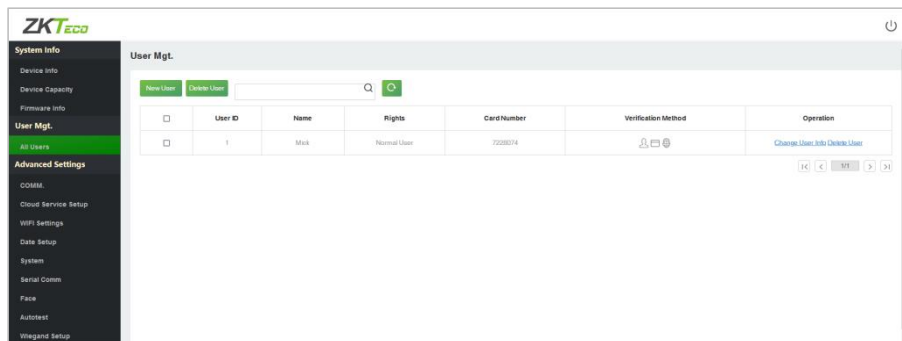 ZKTeco
System Info
Device Info
Device Capacity
Firmware Info
User Mgt.
All Users
Advanced Settings
COMM.
Cloud Service Setup
WIFI Settings
Date Setup
System
Serial Comm
Face
Autotest
Wiegand Setup
User Mgt.
New User Delete User
User ID Name Rights Card Number Verification Method Operation
1 Mick Normal User 7228074 Change User Info Delete User
1/1